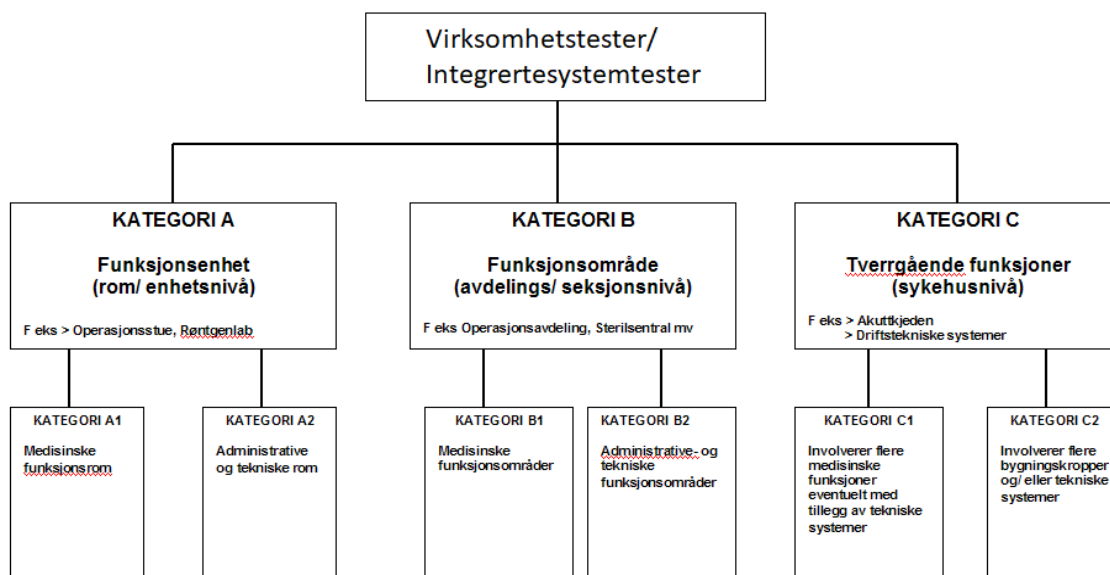 Virksomhetstester/
Integrertesystemtester
KATEGORI A
Funksjonsenhet
(rom/ enhetsnivå)
F eks > Operasjonsstue, Røntgenlab
KATEGORI B
Funksjonsområde
(avdelings/ seksjonsnivå)
F eks Operasjonsavdeling, Sterilsentral mv
KATEGORI C
Tverrgående funksjoner
(sykehusnivå)
F eks > Akuttkjeden
> Driftstekniske systemer
KATEGORI A1
Medisinske
funksjonsrom
KATEGORI A2
Administrative
og tekniske rom
KATEGORI B1
Medisinske
funksjonsområder
KATEGORI B2
Administrative- og
tekniske
funksjonsområder
KATEGORI C1
Involverer flere
medisinske
funksjoner
eventuelt med
tillegg av tekniske
systemer
KATEGORI C2
Involverer flere
bygningskropper
og/ eller tekniske
systemer